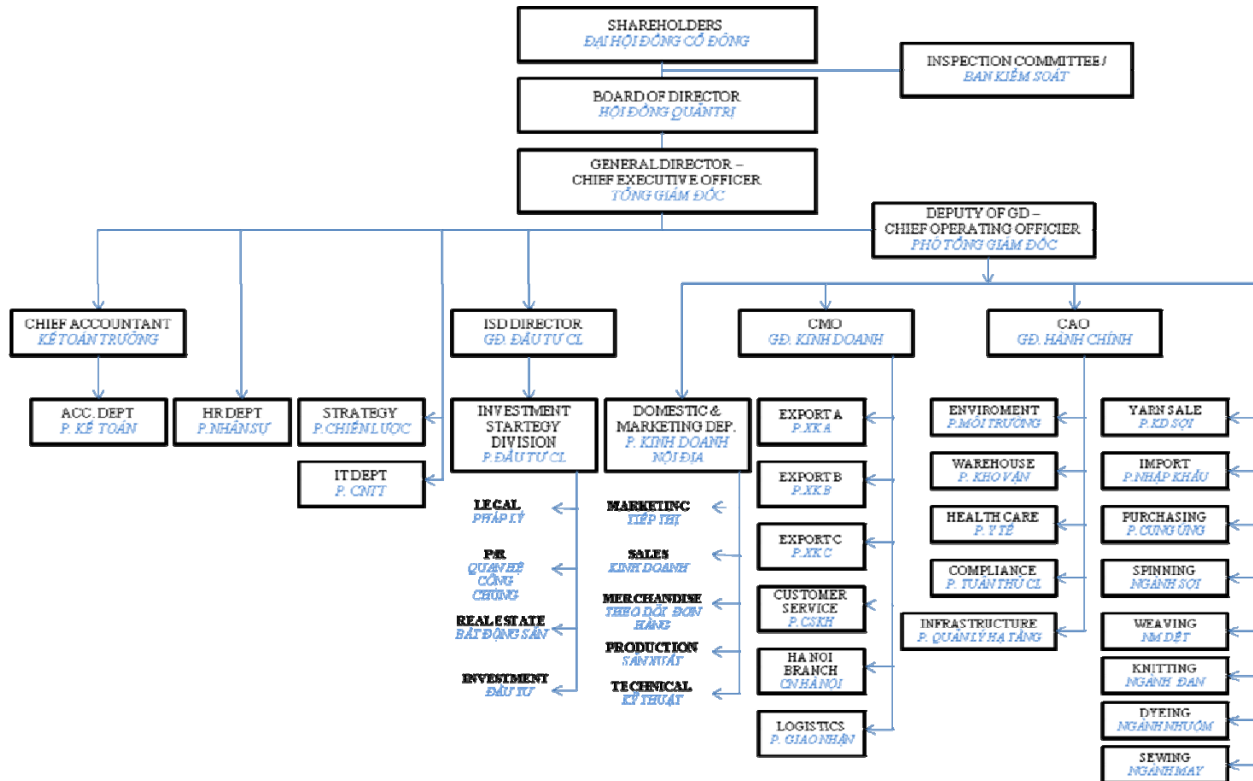 SHAREHOLDERS
ĐẠI HỘI ĐỒNG CỔ ĐÔNG
INSPECTION COMMITTEE /
BAN KIỂM SOÁT
BOARD OF DIRECTOR
HỘI ĐỒNG QUẢN TRỊ
GENERAL DIRECTOR –
CHIEF EXECUTIVE OFFICER
TỔNG GIÁM ĐỐC
DEPUTY OF GD –
CHIEF OPERATING OFFICIER
PHÓ TỔNG GIÁM ĐỐC
CHIEF ACCOUNTANT
KẾ TOÁN TRƯỞNG
ISD DIRECTOR
GĐ. ĐẦU TƯ CL
CMO
GĐ. KINH DOANH
CAO
GĐ. HÀNH CHÍNH
ACC. DEPT
P. KẾ TOÁN
HR DEPT
P.NHÂN SỰ
STRATEGY
P.CHIẾN LƯỢC
IT DEPT
P. CNTT
INVESTMENT
STARTEGY
DIVISION
P.ĐẦU TƯ CL
LEGAL
PHÁP LÝ
P.R
QUAN HỆ
CÔNG
CHÚNG
REAL ESTATE
BẤT ĐỘNG SẢN
INVESTMENT
ĐẦU TƯ
DOMESTIC &
MARKETING DEP.
P. KINH DOANH
NỘI ĐỊA
MARKETING
TIẾP THỊ
SALES
KINH DOANH
MERCHANDISE
THEO DÕI ĐƠN
HÀNG
PRODUCTION
SẢN XUẤT
TECHNICAL
KỸ THUẬT
EXPORT A
P.XK A
EXPORT B
P.XK B
EXPORT C
P.XK C
CUSTOMER
SERVICE
P.CSKH
HA NOI
BRANCH
CN HÀ NỘI
LOGISTICS
P. GIAO NHẬN
ENVIROMENT
P.MÔI TRƯỜNG
WAREHOUSE
P. KHO VẬN
HEALTH CARE
P. Y TẾ
COMPLIANCE
P. TUÂN THỦ CL
INFRASTRUCTURE
P. QUẢN LÝ HẠ TẦNG
YARN SALE
P.KD SỢI
IMPORT
P.NHẬP KHẨU
PURCHASING
P.CUNG ỨNG
SPINNING
NGÀNH SỢI
WEAVING
NM DỆT
KNITTING
NGÀNH ĐAN
DYEING
NGÀNH NHUỘM
SEWING
NGÀNH MAY